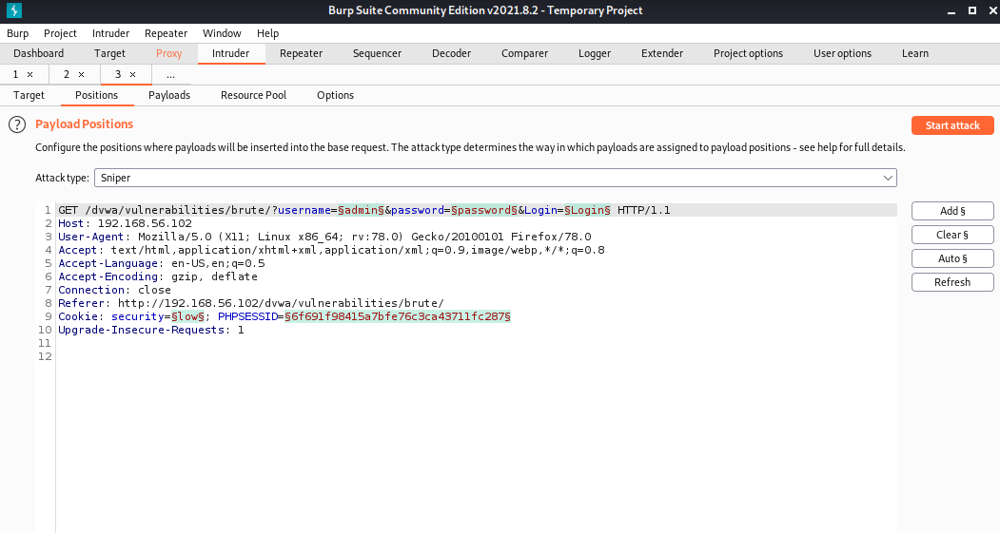 Burp Suite Community Edition v2021.8.2 - Temporary Project
Burp Project Intruder Repeater Window Help
Dashboard Target Proxy Intruder Repeater Sequencer Decoder Comparer Logger Extender Project options User options Learn
1 × 2 × 3 × ...
Target Positions Payloads Resource Pool Options
? Payload Positions
Start attack
Configure the positions where payloads will be inserted into the base request. The attack type determines the way in which payloads are assigned to payload positions - see help for full details.
Attack type: Sniper
1 GET /dvwa/vulnerabilities/brute/?username=§admin§&password=§password§&Login=§Login§ HTTP/1.1
2 Host: 192.168.56.102
3 User-Agent: Mozilla/5.0 (X11; Linux x86_64; rv:78.0) Gecko/20100101 Firefox/78.0
4 Accept: text/html,application/xhtml+xml,application/xml;q=0.9,image/webp,*/*;q=0.8
5 Accept-Language: en-US,en;q=0.5
6 Accept-Encoding: gzip, deflate
7 Connection: close
8 Referer: http://192.168.56.102/dvwa/vulnerabilities/brute/
9 Cookie: security=§low§; PHPSESSID=§6f691f98415a7bfe76c3ca43711fc287§
10 Upgrade-Insecure-Requests: 1
11
12
Add §
Clear §
Auto §
Refresh